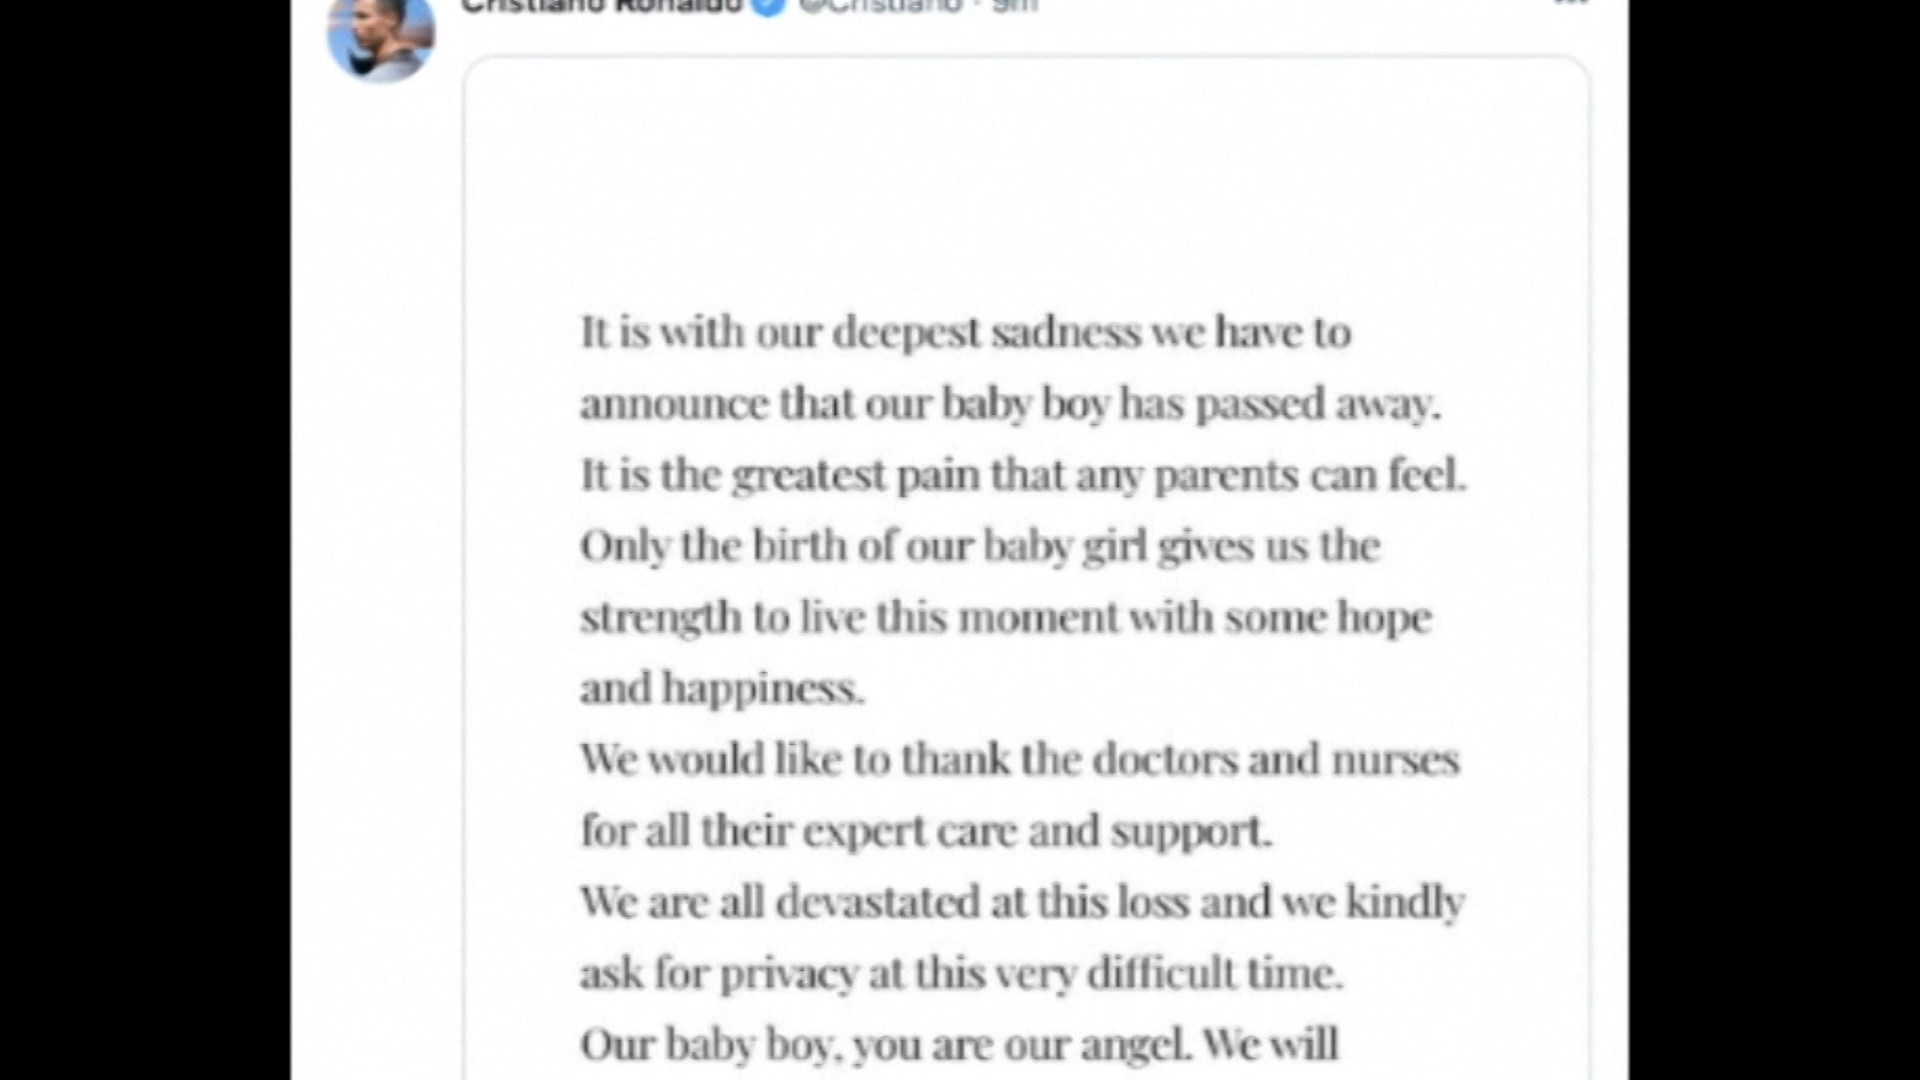 Cristiano Ronaldo @Cristiano · 9m
It is with our deepest sadness we have to
announce that our baby boy has passed away.
It is the greatest pain that any parents can feel.
Only the birth of our baby girl gives us the
strength to live this moment with some hope
and happiness.
We would like to thank the doctors and nurses
for all their expert care and support.
We are all devastated at this loss and we kindly
ask for privacy at this very difficult time.
Our baby boy, you are our angel. We will